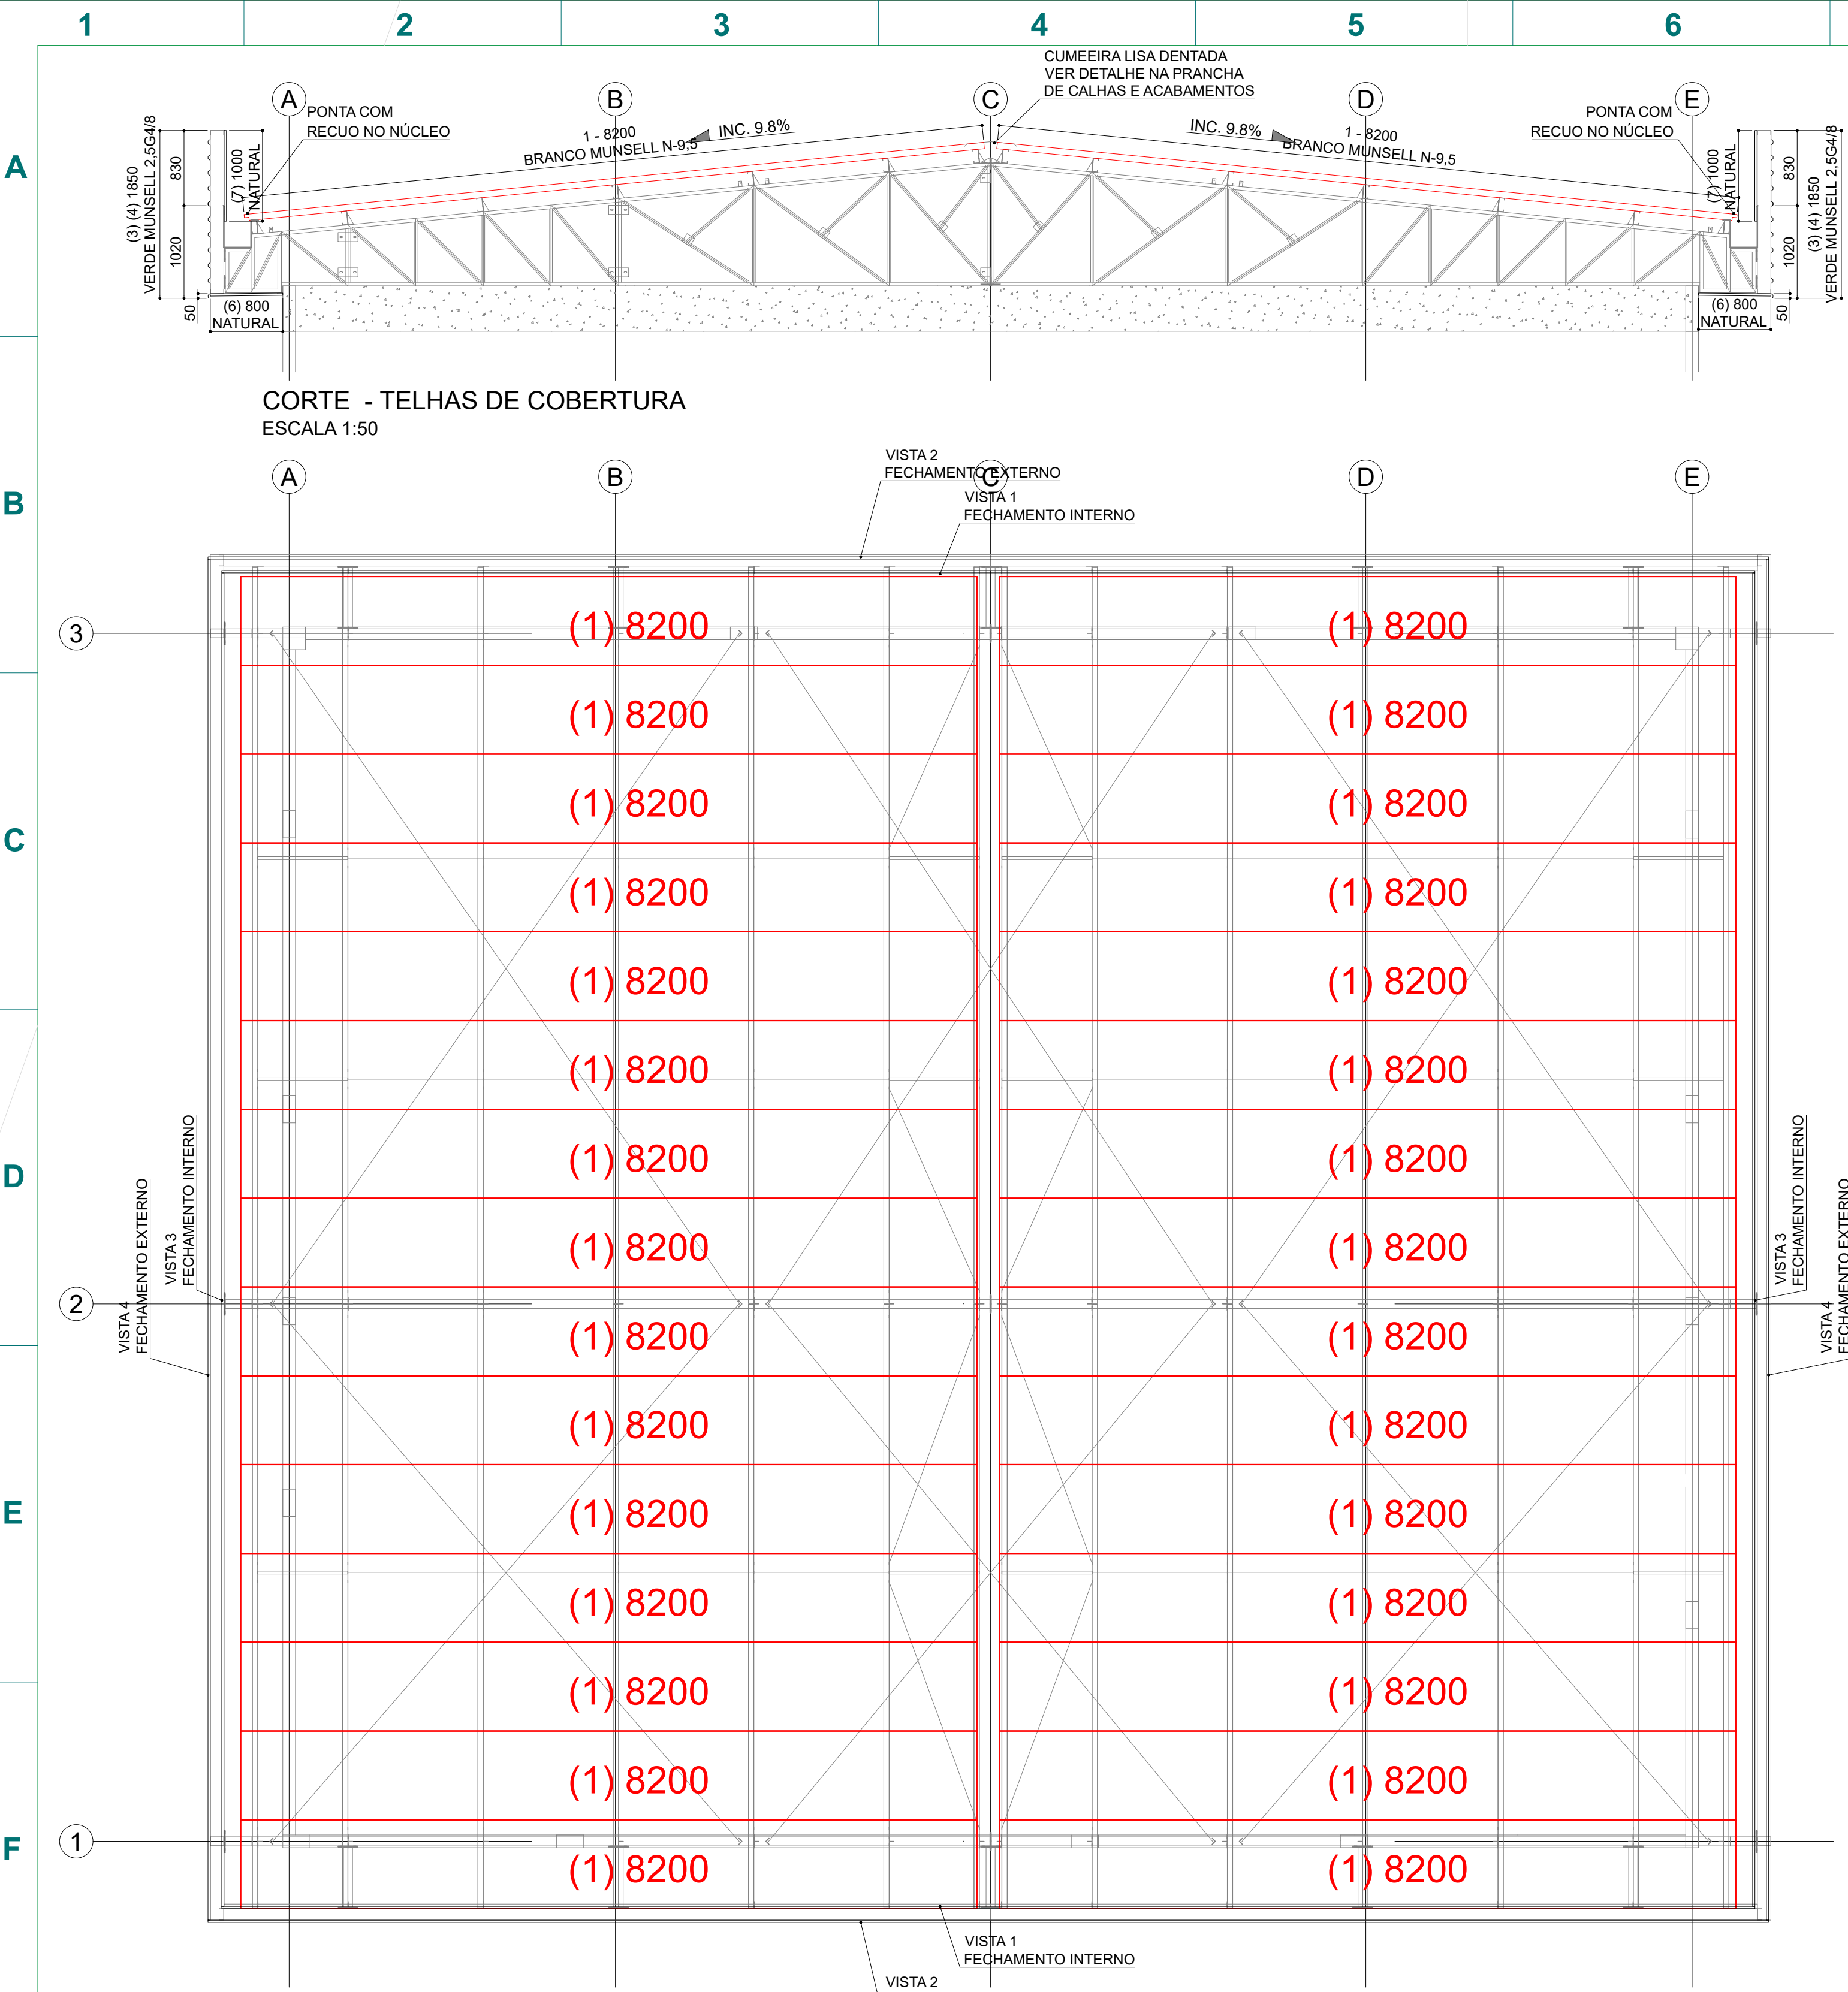 1 2 3 4 5 6
CUMEEIRA LISA DENTADA
VER DETALHE NA PRANCHA
DE CALHAS E ACABAMENTOS
A B C D E
PONTA COM
RECUO NO NÚCLEO
PONTA COM
RECUO NO NÚCLEO
1 - 8200
BRANCO MUNSELL N-9,5
INC. 9.8%
INC. 9.8%
1 - 8200
BRANCO MUNSELL N-9,5
A
(3) (4) 1850
VERDE MUNSELL 2,5G4/8
830
1020
50
(7) 1000
NATURAL
(6) 800
NATURAL
(7) 1000
NATURAL
830
1020
50
(3) (4) 1850
VERDE MUNSELL 2,5G4/8
(6) 800
NATURAL
CORTE - TELHAS DE COBERTURA
ESCALA 1:50
B
VISTA 2
FECHAMENTO EXTERNO
A B C D E
VISTA 1
FECHAMENTO INTERNO
3
(1) 8200 (1) 8200
(1) 8200 (1) 8200
C
(1) 8200 (1) 8200
(1) 8200 (1) 8200
(1) 8200 (1) 8200
(1) 8200 (1) 8200
D
(1) 8200 (1) 8200
VISTA 4
FECHAMENTO EXTERNO
VISTA 3
FECHAMENTO INTERNO
VISTA 3
FECHAMENTO INTERNO
VISTA 4
FECHAMENTO EXTERNO
(1) 8200 (1) 8200
2
(1) 8200 (1) 8200
(1) 8200 (1) 8200
E
(1) 8200 (1) 8200
(1) 8200 (1) 8200
(1) 8200 (1) 8200
(1) 8200 (1) 8200
F
1
(1) 8200 (1) 8200
VISTA 1
FECHAMENTO INTERNO
VISTA 2